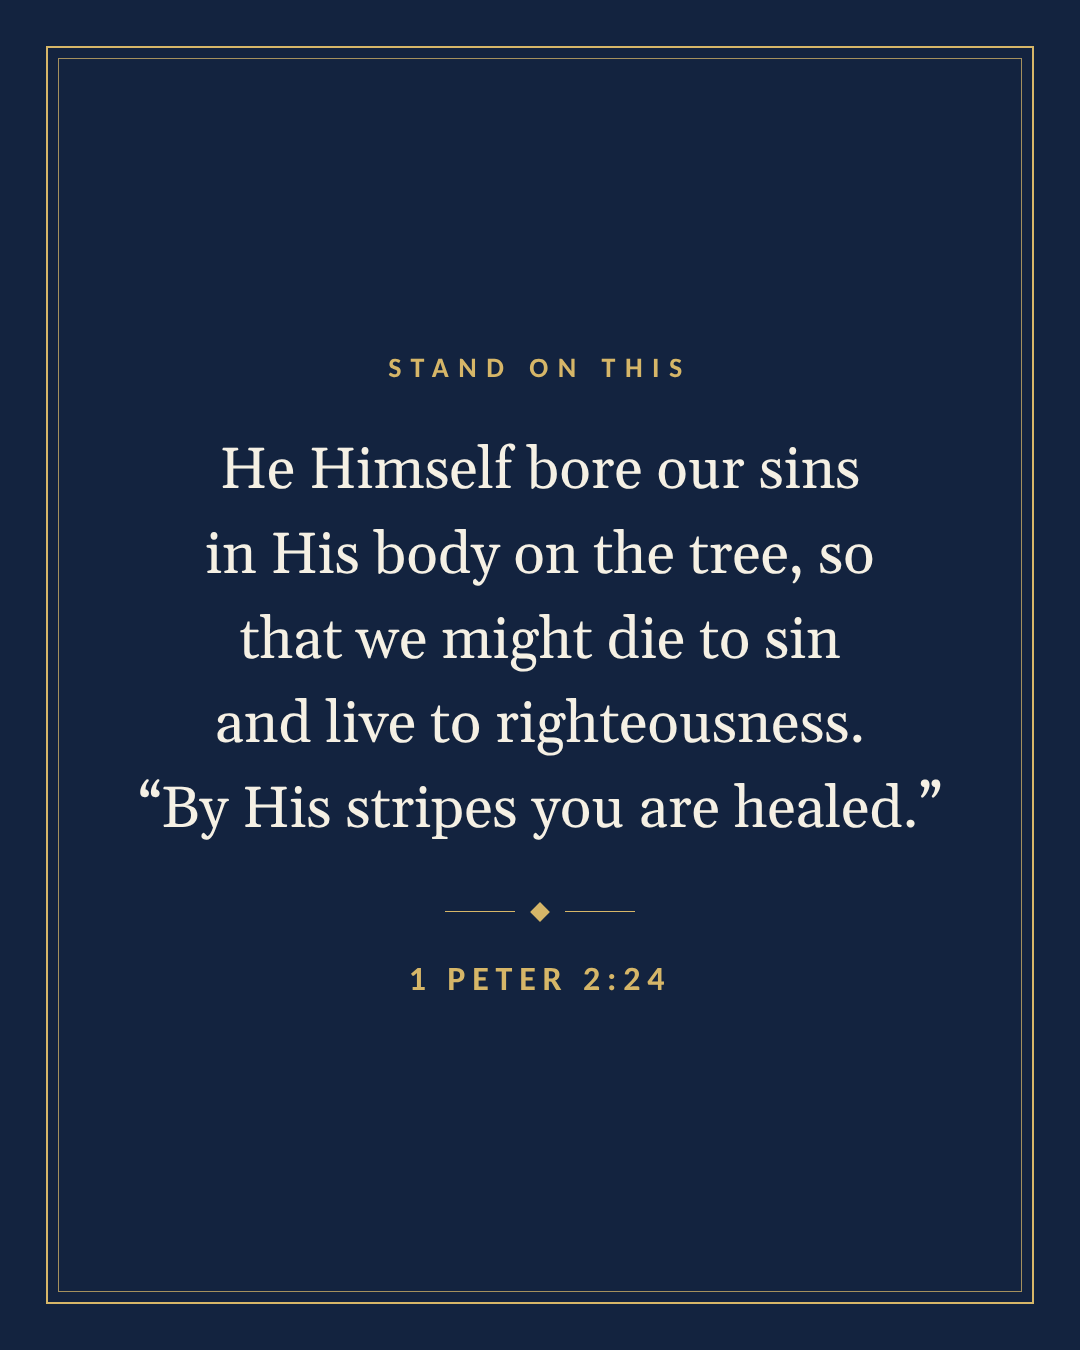 STAND ON THIS
He Himself bore our sins
in His body on the tree, so
that we might die to sin
and live to righteousness.
“By His stripes you are healed.”
1 PETER 2:24